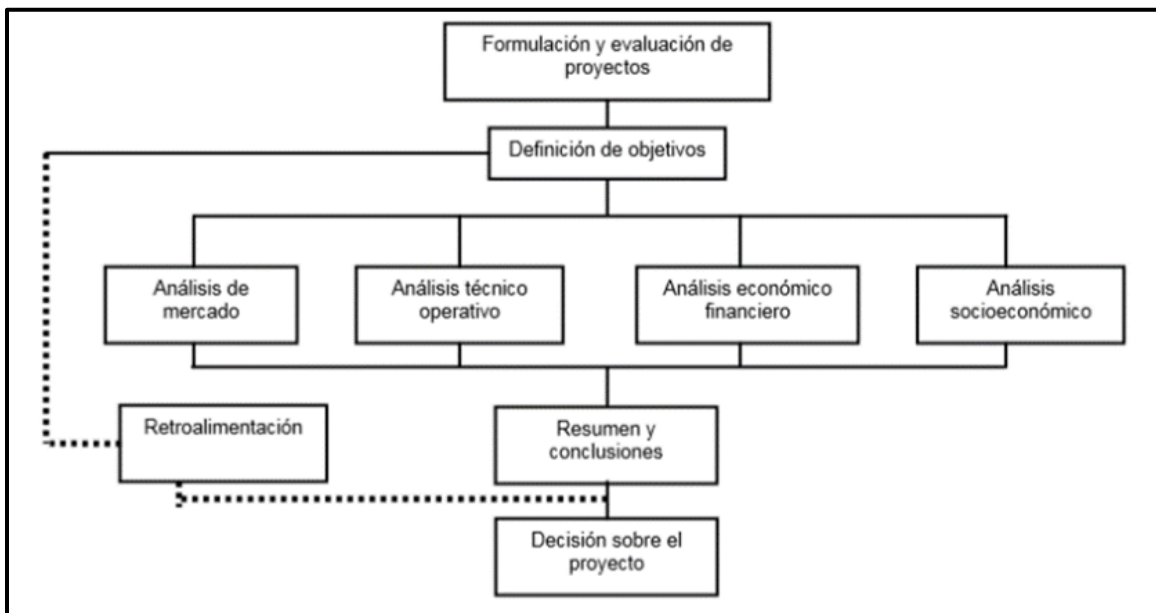 Formulación y evaluación de
proyectos
Definición de objetivos
Análisis de
mercado
Análisis técnico
operativo
Análisis económico
financiero
Análisis
socioeconómico
Retroalimentación
Resumen y
conclusiones
Decisión sobre el
proyecto